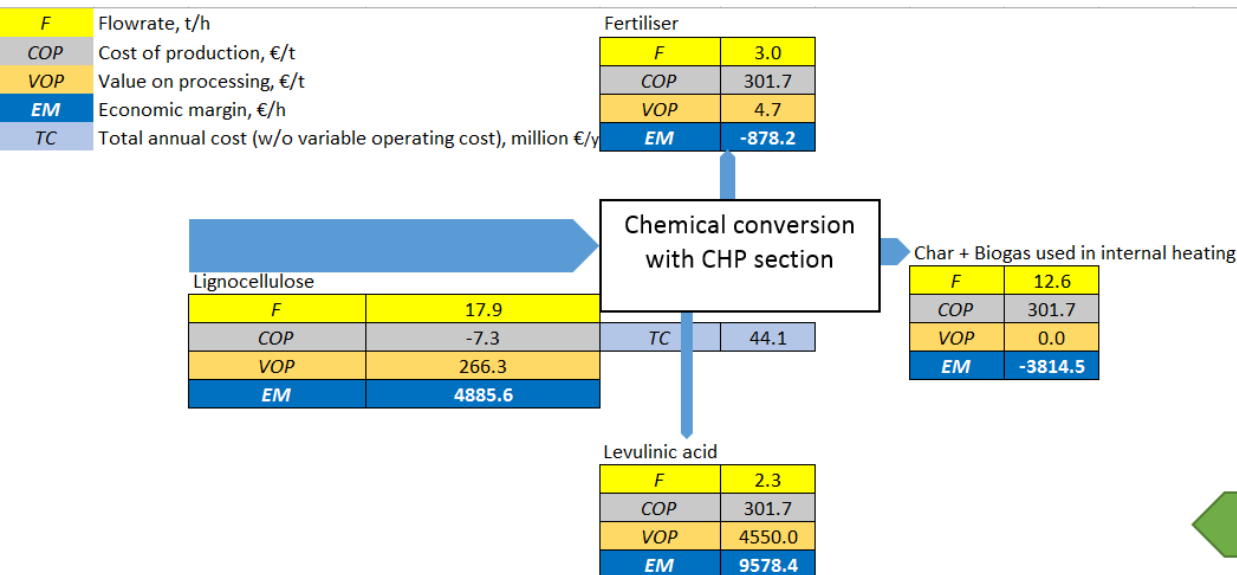 F Flowrate, t/h
COP Cost of production, €/t
VOP Value on processing, €/t
EM Economic margin, €/h
TC Total annual cost (w/o variable operating cost), million €/y
Fertiliser
F 3.0
COP 301.7
VOP 4.7
EM -878.2
Chemical conversion
with CHP section
Lignocellulose
F 17.9
COP -7.3
VOP 266.3
EM 4885.6
TC 44.1
Char + Biogas used in internal heating
F 12.6
COP 301.7
VOP 0.0
EM -3814.5
Levulinic acid
F 2.3
COP 301.7
VOP 4550.0
EM 9578.4